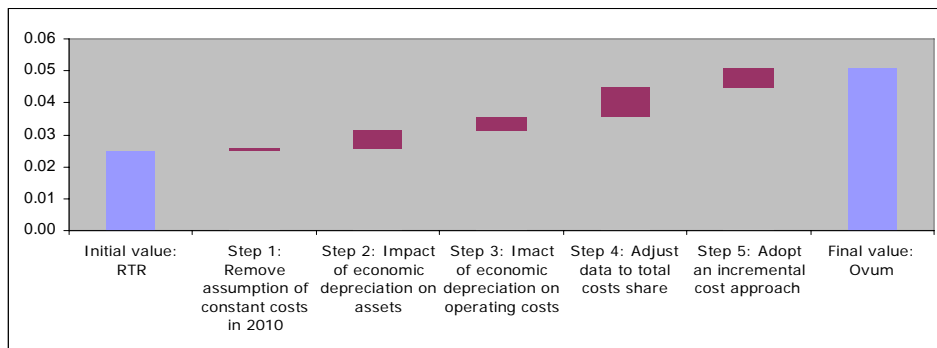 0.06
0.05
0.04
0.03
0.02
0.01
0.00
Initial value:
RTR
Step 1:
Remove
assumption of
constant costs
in 2010
Step 2: Impact
of economic
depreciation on
assets
Step 3: Imact of
economic
depreciation on
operating costs
Step 4: Adjust
data to total
costs share
Step 5: Adopt
an incremental
cost approach
Final value:
Ovum